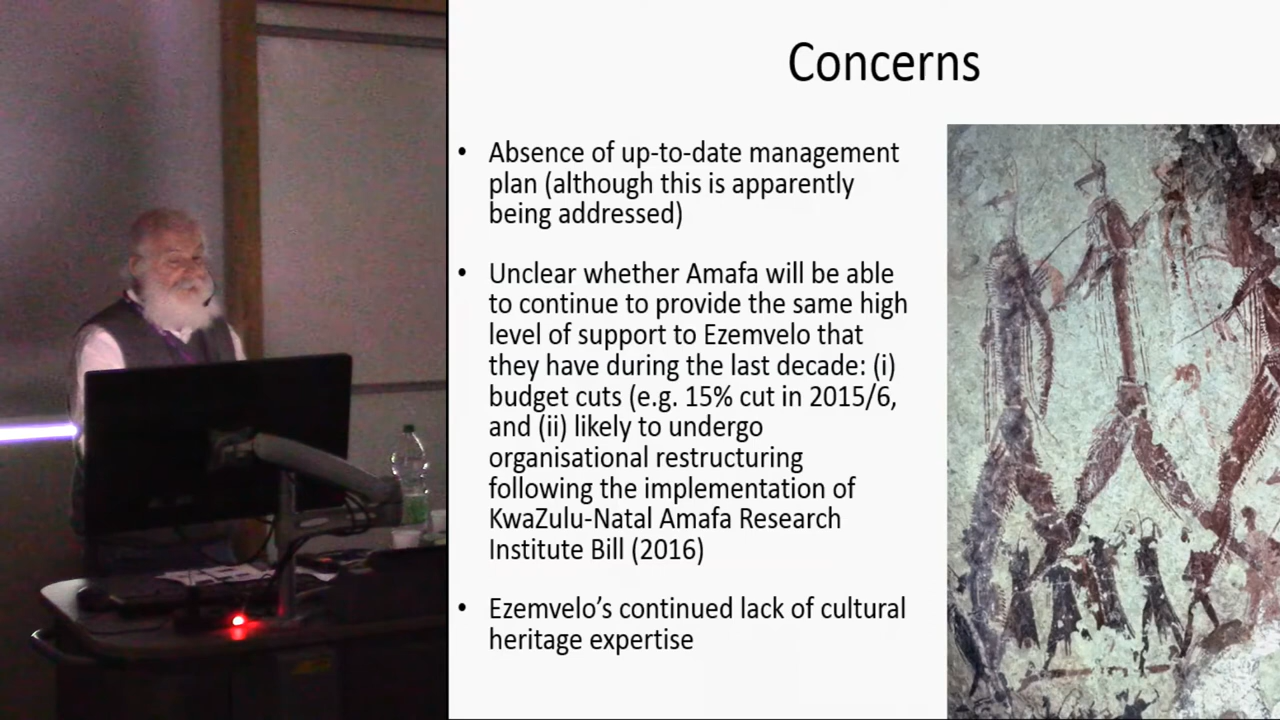 Concerns
• Absence of up-to-date management
plan (although this is apparently
being addressed)
• Unclear whether Amafa will be able
to continue to provide the same high
level of support to Ezemvelo that
they have during the last decade: (i)
budget cuts (e.g. 15% cut in 2015/6,
and (ii) likely to undergo
organisational restructuring
following the implementation of
KwaZulu-Natal Amafa Research
Institute Bill (2016)
• Ezemvelo’s continued lack of cultural
heritage expertise